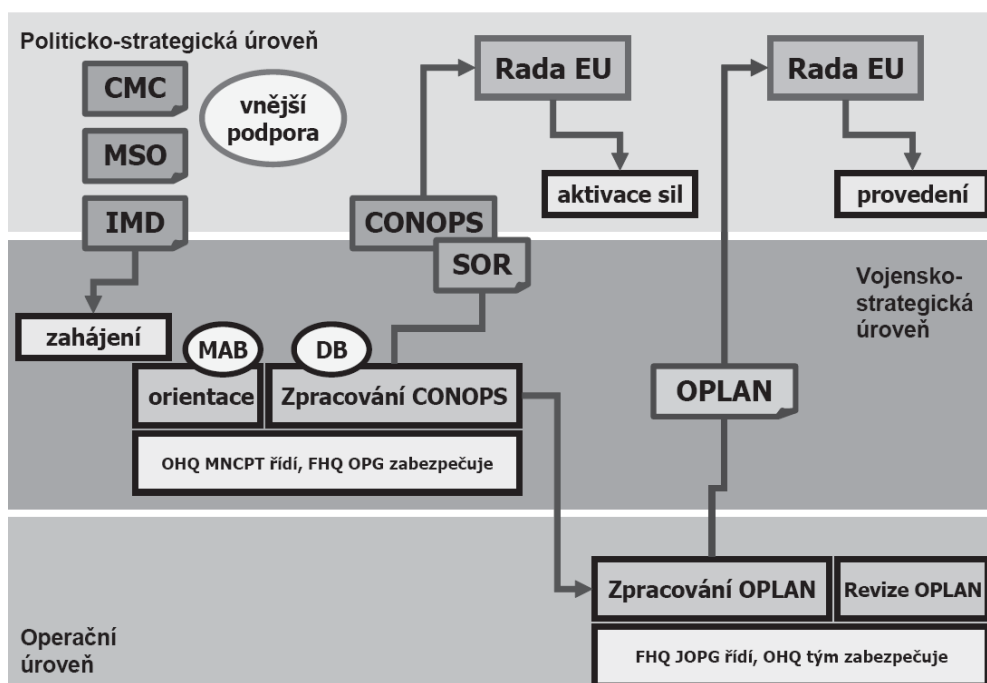 Politicko-strategická úroveň
CMC
MSO
IMD
vnější
podpora
Rada EU
Rada EU
aktivace sil
provedení
CONOPS
SOR
Vojensko-
strategická
úroveň
zahájení
MAB
DB
orientace
Zpracování CONOPS
OPLAN
OHQ MNCPT řídí, FHQ OPG zabezpečuje
Zpracování OPLAN
Revize OPLAN
Operační
úroveň
FHQ JOPG řídí, OHQ tým zabezpečuje